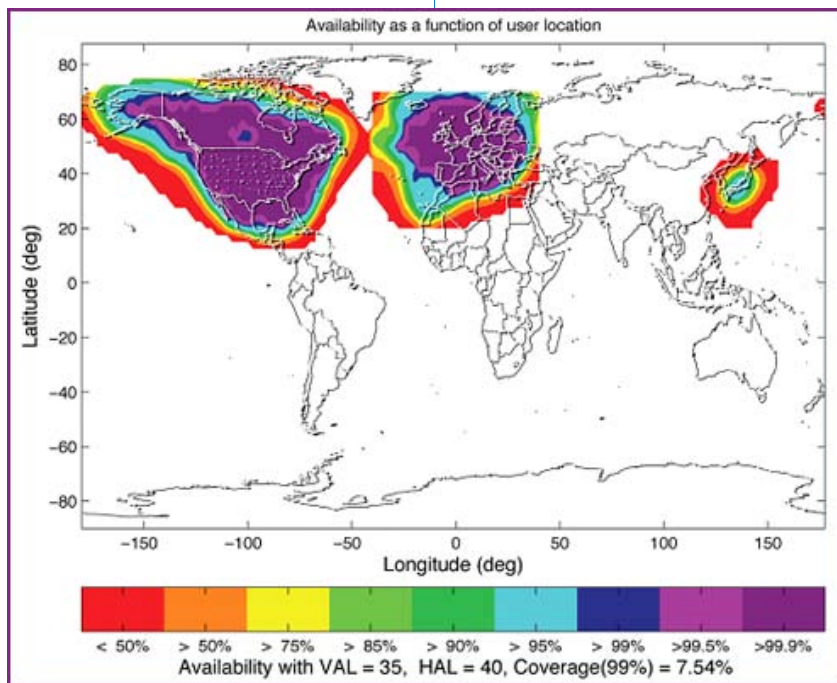 Availability as a function of user location
80
60
40
20
0
−20
−40
−60
−80
Latitude (deg)
−150 −100 −50 0 50 100 150
Longitude (deg)
< 50% > 50% > 75% > 85% > 90% > 95% > 99% >99.5% >99.9%
Availability with VAL = 35, HAL = 40, Coverage(99%) = 7.54%